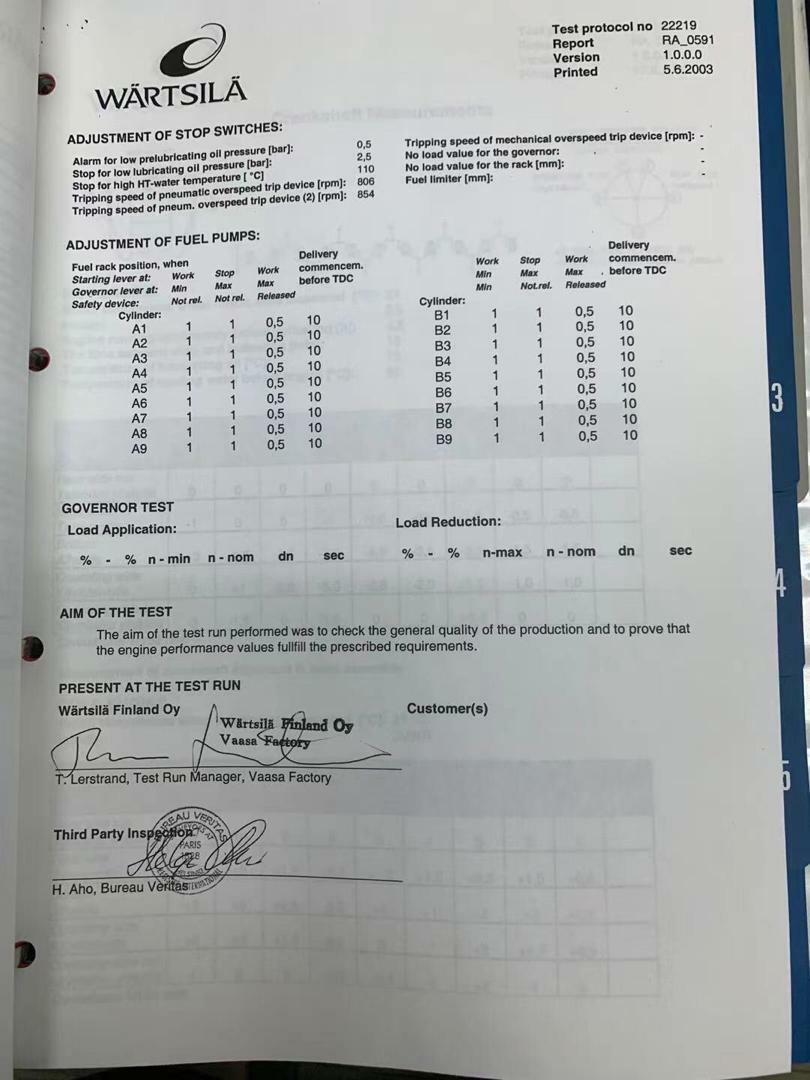 WÄRTSILÄ
Test protocol no 22219
Report RA_0591
Version 1.0.0.0
Printed 5.6.2003
ADJUSTMENT OF STOP SWITCHES:
Alarm for low prelubricating oil pressure [bar]: 0,5
Stop for low lubricating oil pressure [bar]: 2,5
Stop for high HT-water temperature [ °C] 110
Tripping speed of pneumatic overspeed trip device [rpm]: 806
Tripping speed of pneum. overspeed trip device (2) [rpm]: 854
Tripping speed of mechanical overspeed trip device [rpm]: -
No load value for the governor: -
No load value for the rack [mm]: -
Fuel limiter [mm]: -
ADJUSTMENT OF FUEL PUMPS:
Fuel rack position, when
Delivery
commencem.
before TDC
Starting lever at: Work Stop Work
Governor lever at: Min Max Max
Safety device: Not rel. Not rel. Released
Cylinder:
A1 1 1 0,5 10
A2 1 1 0,5 10
A3 1 1 0,5 10
A4 1 1 0,5 10
A5 1 1 0,5 10
A6 1 1 0,5 10
A7 1 1 0,5 10
A8 1 1 0,5 10
A9 1 1 0,5 10
Delivery
commencem.
before TDC
Work Stop Work
Min Max Max
Min Not.rel. Released
Cylinder:
B1 1 1 0,5 10
B2 1 1 0,5 10
B3 1 1 0,5 10
B4 1 1 0,5 10
B5 1 1 0,5 10
B6 1 1 0,5 10
B7 1 1 0,5 10
B8 1 1 0,5 10
B9 1 1 0,5 10
GOVERNOR TEST
Load Application:
% - % n - min n - nom dn sec
Load Reduction:
% - % n-max n - nom dn sec
AIM OF THE TEST
The aim of the test run performed was to check the general quality of the production and to prove that
the engine performance values fullfill the prescribed requirements.
PRESENT AT THE TEST RUN
Wärtsilä Finland Oy
Customer(s)
Wärtsilä Finland Oy
Vaasa Factory
T. Lerstrand, Test Run Manager, Vaasa Factory
Third Party Inspection
BUREAU VERITAS
PARIS
1828
H. Aho, Bureau Veritas
3
4
5